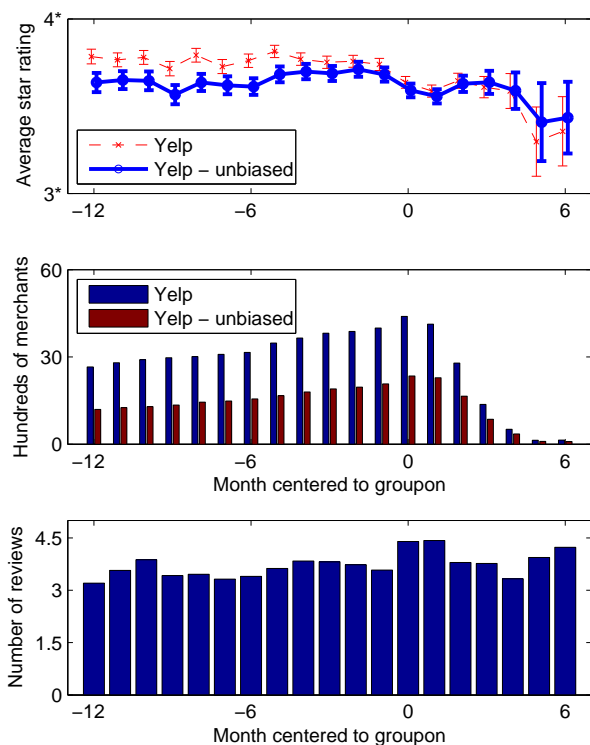 Average star rating
4*
3*
Yelp
Yelp − unbiased
−12
−6
0
6
Hundreds of merchants
60
30
0
Yelp
Yelp − unbiased
−12
−6
0
6
Month centered to groupon
Number of reviews
4.5
3
1.5
0
−12
−6
0
6
Month centered to groupon